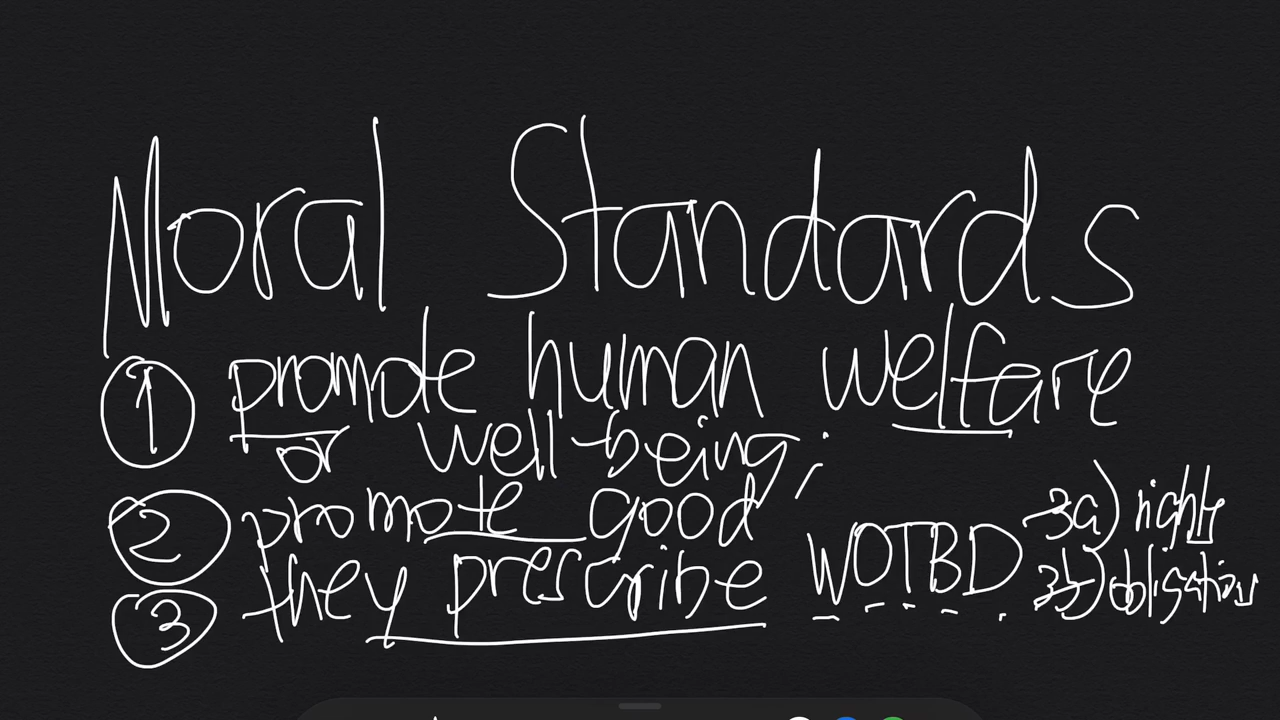 Moral Standards
1 promote human welfare
or well-being;
2 promote good
3 they prescribe WOTBD
3a) rights
3b) obligations